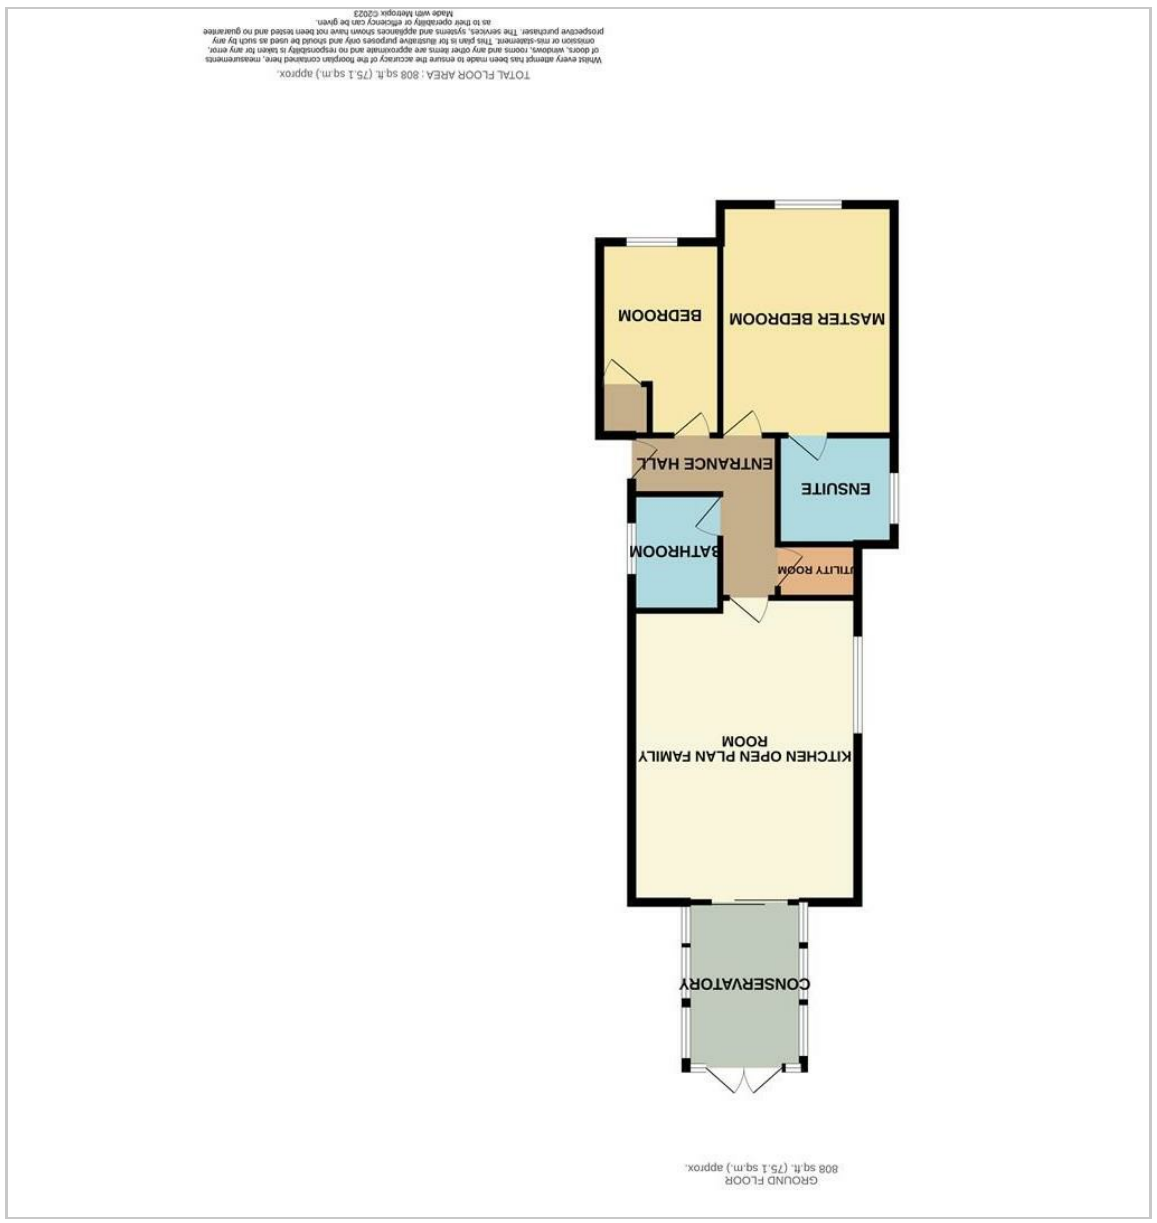 GROUND FLOOR
808 sq.ft. (75.1 sq.m.) approx.
CONSERVATORY
KITCHEN OPEN PLAN FAMILY
ROOM
UTILITY ROOM
BATHROOM
ENSUITE
ENTRANCE HALL
MASTER BEDROOM
BEDROOM
TOTAL FLOOR AREA : 808 sq.ft. (75.1 sq.m.) approx.
Whilst every attempt has been made to ensure the accuracy of the floorplan contained here, measurements
of doors, windows, rooms and any other items are approximate and no responsibility is taken for any error,
omission or mis-statement. This plan is for illustrative purposes only and should be used as such by any
prospective purchaser. The services, systems and appliances shown have not been tested and no guarantee
as to their operability or efficiency can be given.
Made with Metropix ©2023